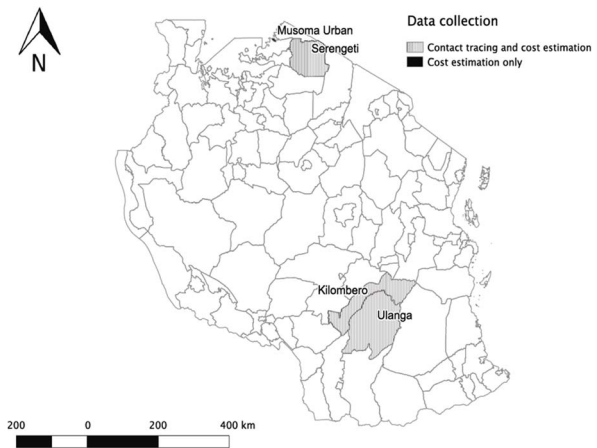 Musoma Urban
Serengeti
Data collection
Contact tracing and cost estimation
Cost estimation only
N
Kilombero
Ulanga
200 0 200 400 km